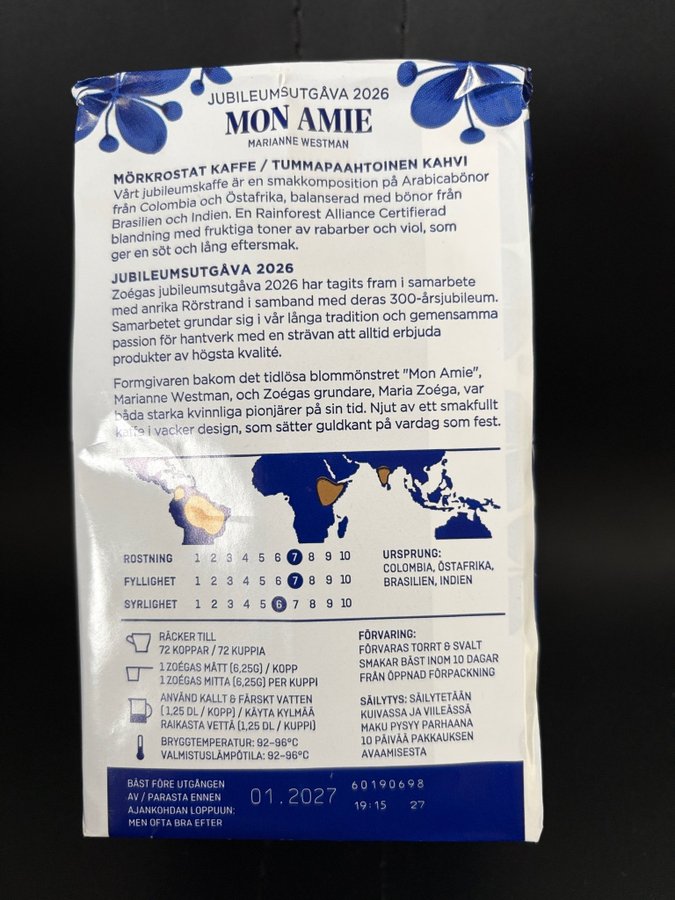 JUBILEUMSUTGÅVA 2026
MON AMIE
MARIANNE WESTMAN
MÖRKROSTAT KAFFE / TUMMAPAAHTOINEN KAHVI
Vårt jubileumskaffe är en smakkomposition på Arabicabönor
från Colombia och Östafrika, balanserad med bönor från
Brasilien och Indien. En Rainforest Alliance Certifierad
blandning med fruktiga toner av rabarber och viol, som
ger en söt och lång eftersmak.
JUBILEUMSUTGÅVA 2026
Zoégas jubileumsutgåva 2026 har tagits fram i samarbete
med anrika Rörstrand i samband med deras 300-årsjubileum.
Samarbetet grundar sig i vår långa tradition och gemensamma
passion för hantverk med en strävan att alltid erbjuda
produkter av högsta kvalité.
Formgivaren bakom det tidlösa blommönstret "Mon Amie",
Marianne Westman, och Zoégas grundare, Maria Zoéga, var
båda starka kvinnliga pionjärer på sin tid. Njut av ett smakfullt
kaffe i vacker design, som sätter guldkant på vardag som fest.
ROSTNING 1 2 3 4 5 6 7 8 9 10
FYLLIGHET 1 2 3 4 5 6 7 8 9 10
SYRLIGHET 1 2 3 4 5 6 7 8 9 10
URSPRUNG:
COLOMBIA, ÖSTAFRIKA,
BRASILIEN, INDIEN
RÄCKER TILL
72 KOPPAR / 72 KUPPIA
1 ZOÉGAS MÅTT (6,25G) / KOPP
1 ZOÉGAS MITTA (6,25G) PER KUPPI
ANVÄND KALLT & FÄRSKT VATTEN
(1,25 DL / KOPP) / KÄYTÄ KYLMÄÄ
RAIKASTA VETTÄ (1,25 DL / KUPPI)
BRYGGTEMPERATUR: 92-96°C
VALMISTUSLÄMPÖTILA: 92-96°C
FÖRVARING:
FÖRVARAS TORRT & SVALT
SMAKAR BÄST INOM 10 DAGAR
FRÅN ÖPPNAD FÖRPACKNING
SÄILYTYS: SÄILYTETÄÄN
KUIVASSA JA VIILEÄSSÄ
MAKU PYSYY PARHAANA
10 PÄIVÄÄ PAKKAUKSEN
AVAAMISESTA
BÄST FÖRE UTGÅNGEN
AV / PARASTA ENNEN
AJANKOHDAN LOPPUUN:
MEN OFTA BRA EFTER
01.2027
60190698
19:15 27